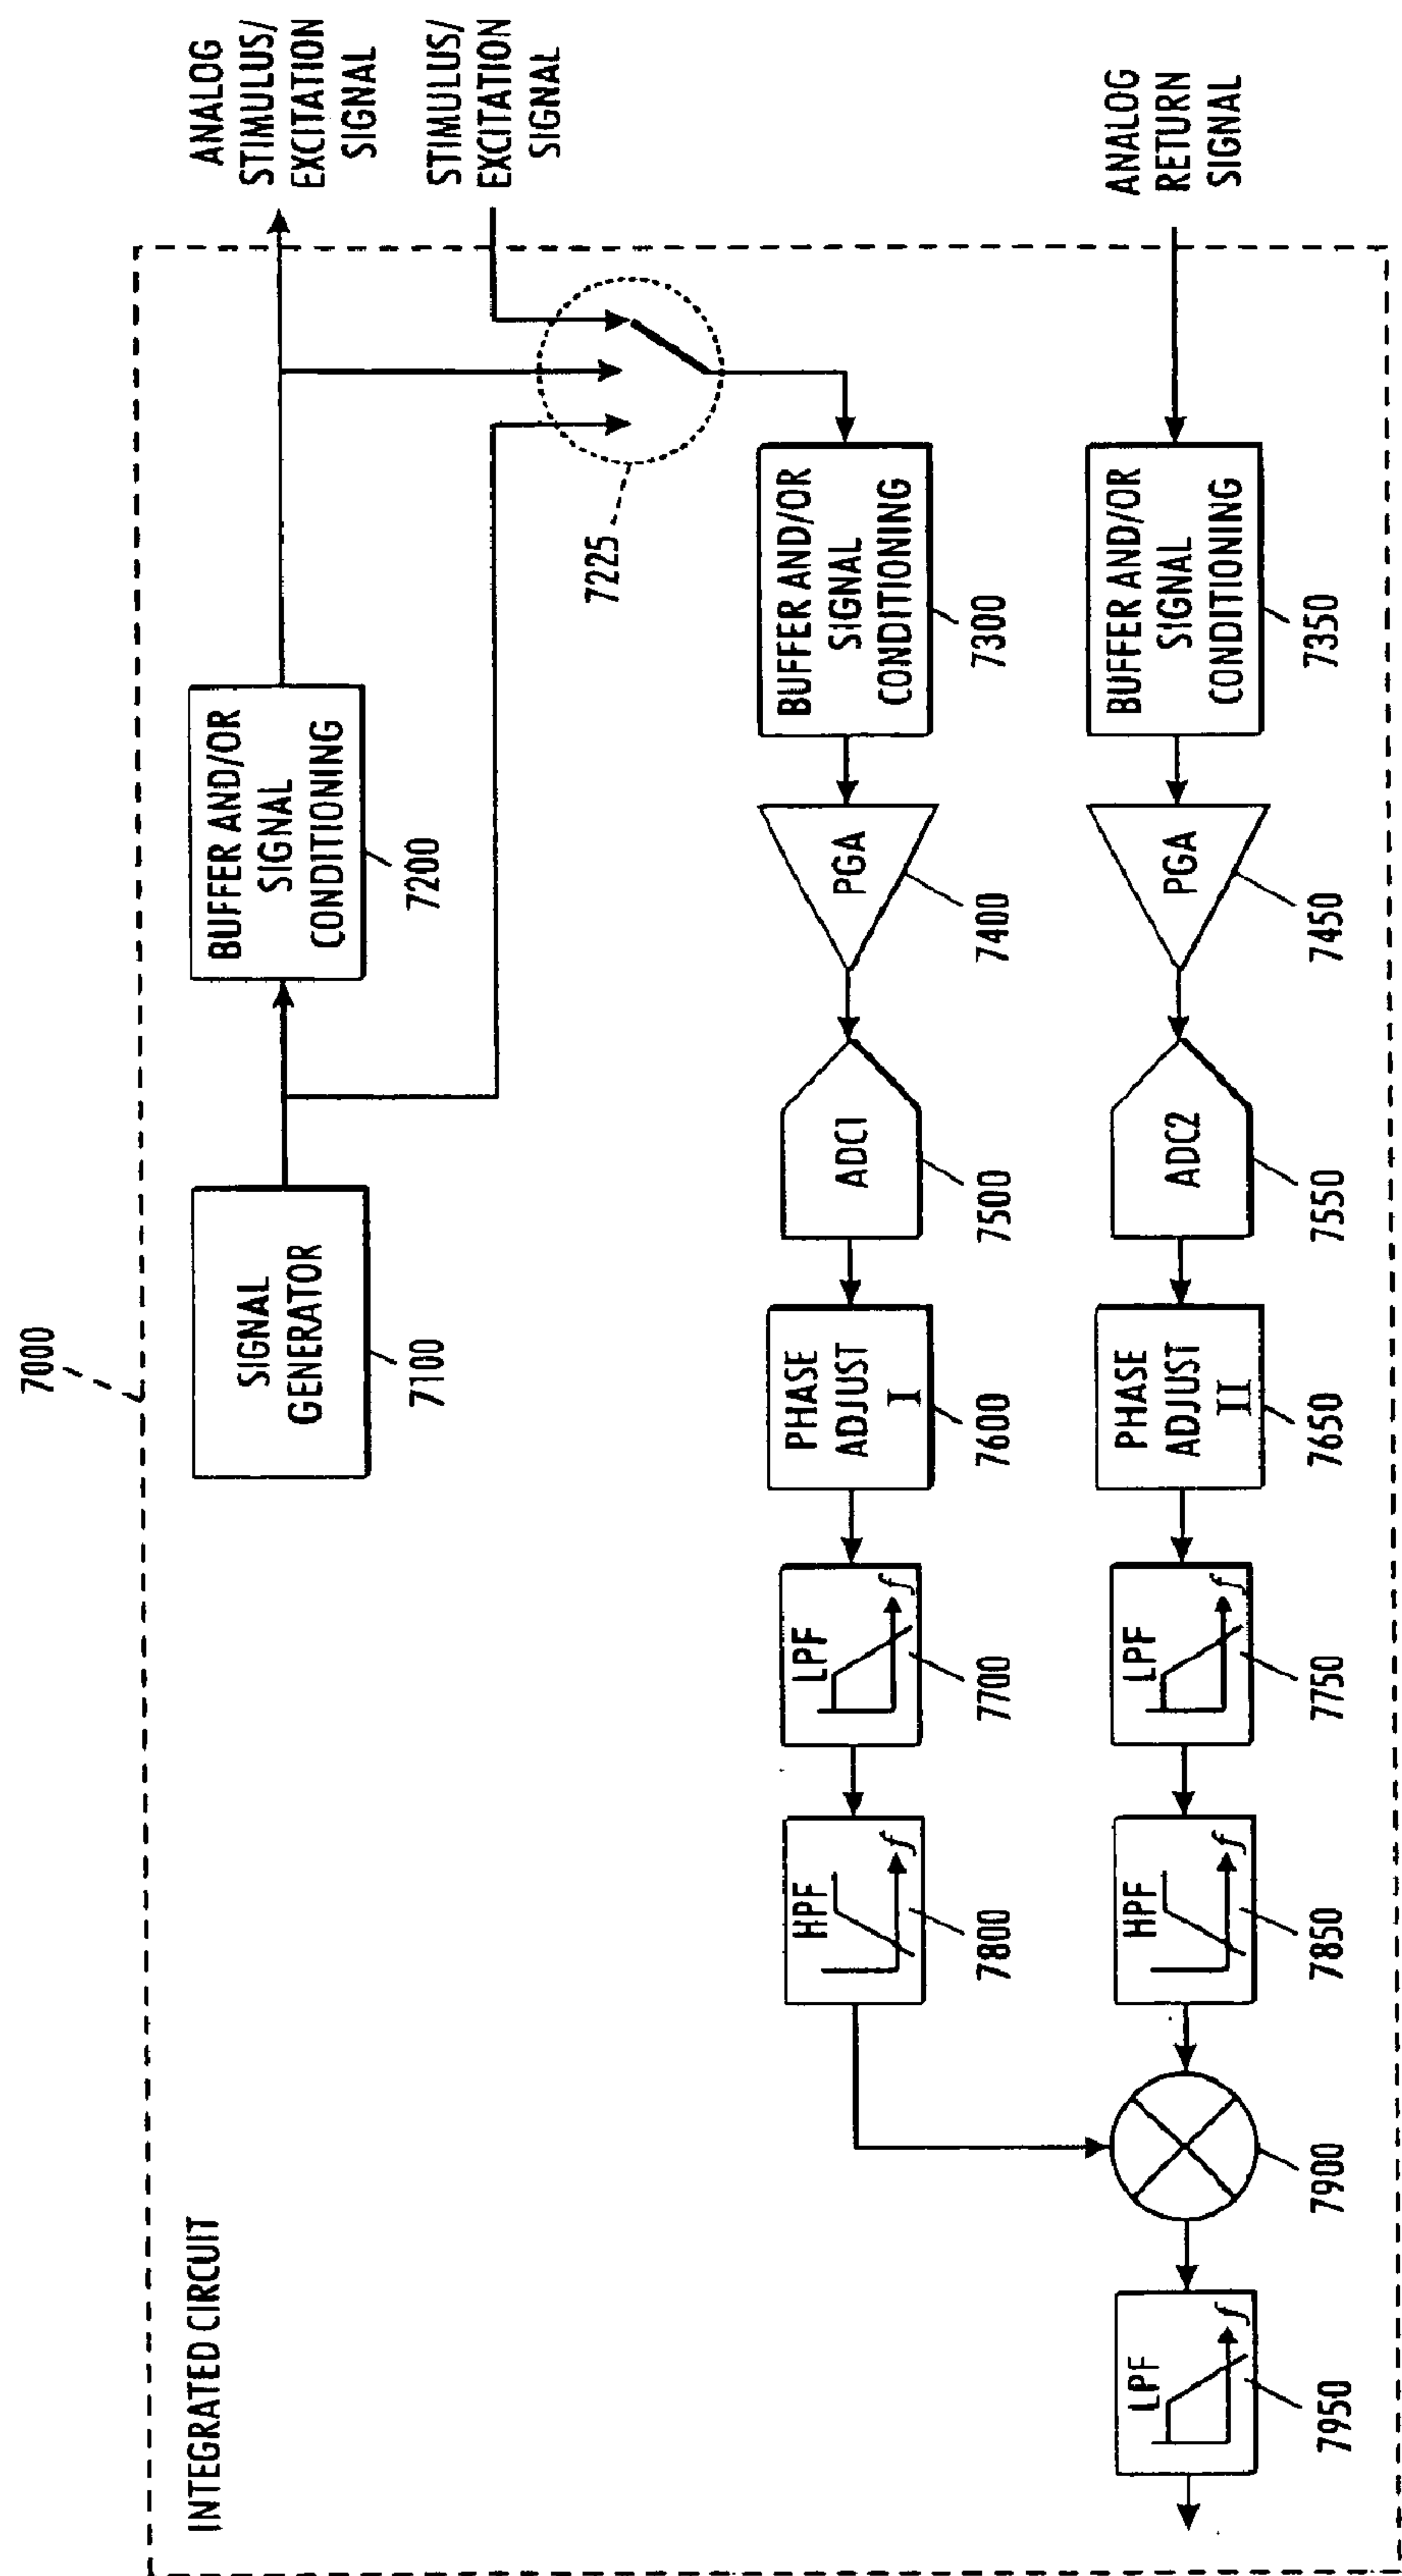 7000
INTEGRATED CIRCUIT
SIGNAL
GENERATOR
7100
BUFFER AND/OR
SIGNAL
CONDITIONING
7200
ANALOG
STIMULUS/
EXCITATION
SIGNAL
STIMULUS/
EXCITATION
SIGNAL
7225
BUFFER AND/OR
SIGNAL
CONDITIONING
7300
PGA
7400
ADC1
7500
PHASE
ADJUST
I
7600
LPF
f
7700
HPF
f
7800
ANALOG
RETURN
SIGNAL
BUFFER AND/OR
SIGNAL
CONDITIONING
7350
PGA
7450
ADC2
7550
PHASE
ADJUST
II
7650
LPF
f
7750
HPF
f
7850
7900
LPF
f
7950